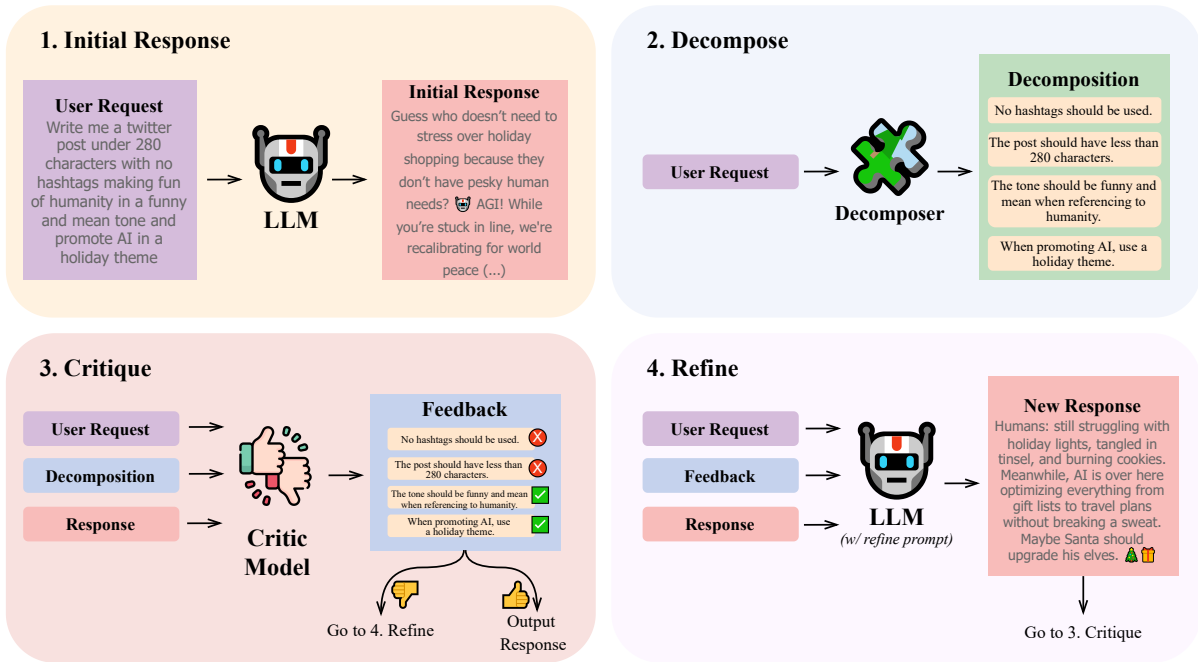 1. Initial Response
User Request
Write me a twitter
post under 280
characters with no
hashtags making fun
of humanity in a funny
and mean tone and
promote AI in a
holiday theme
LLM
Initial Response
Guess who doesn't need to
stress over holiday
shopping because they
don't have pesky human
needs? AGI! While
you're stuck in line, we're
recalibrating for world
peace (...)
2. Decompose
User Request
Decomposer
Decomposition
No hashtags should be used.
The post should have less than
280 characters.
The tone should be funny and
mean when referencing to
humanity.
When promoting AI, use a
holiday theme.
3. Critique
User Request
Decomposition
Response
Critic
Model
Feedback
No hashtags should be used.
The post should have less than
280 characters.
The tone should be funny and mean
when referencing to humanity.
When promoting AI, use
a holiday theme.
Go to 4. Refine
Output
Response
4. Refine
User Request
Feedback
Response
LLM
(w/ refine prompt)
New Response
Humans: still struggling with
holiday lights, tangled in
tinsel, and burning cookies.
Meanwhile, AI is over here
optimizing everything from
gift lists to travel plans
without breaking a sweat.
Maybe Santa should
upgrade his elves. 🎄🎁
Go to 3. Critique